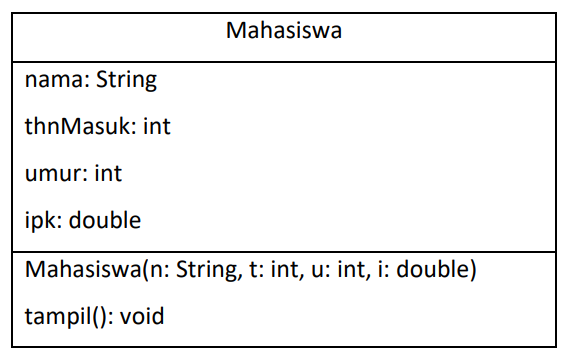 Mahasiswa
nama: String
thnMasuk: int
umur: int
ipk: double
Mahasiswa(n: String, t: int, u: int, i: double)
tampil(): void